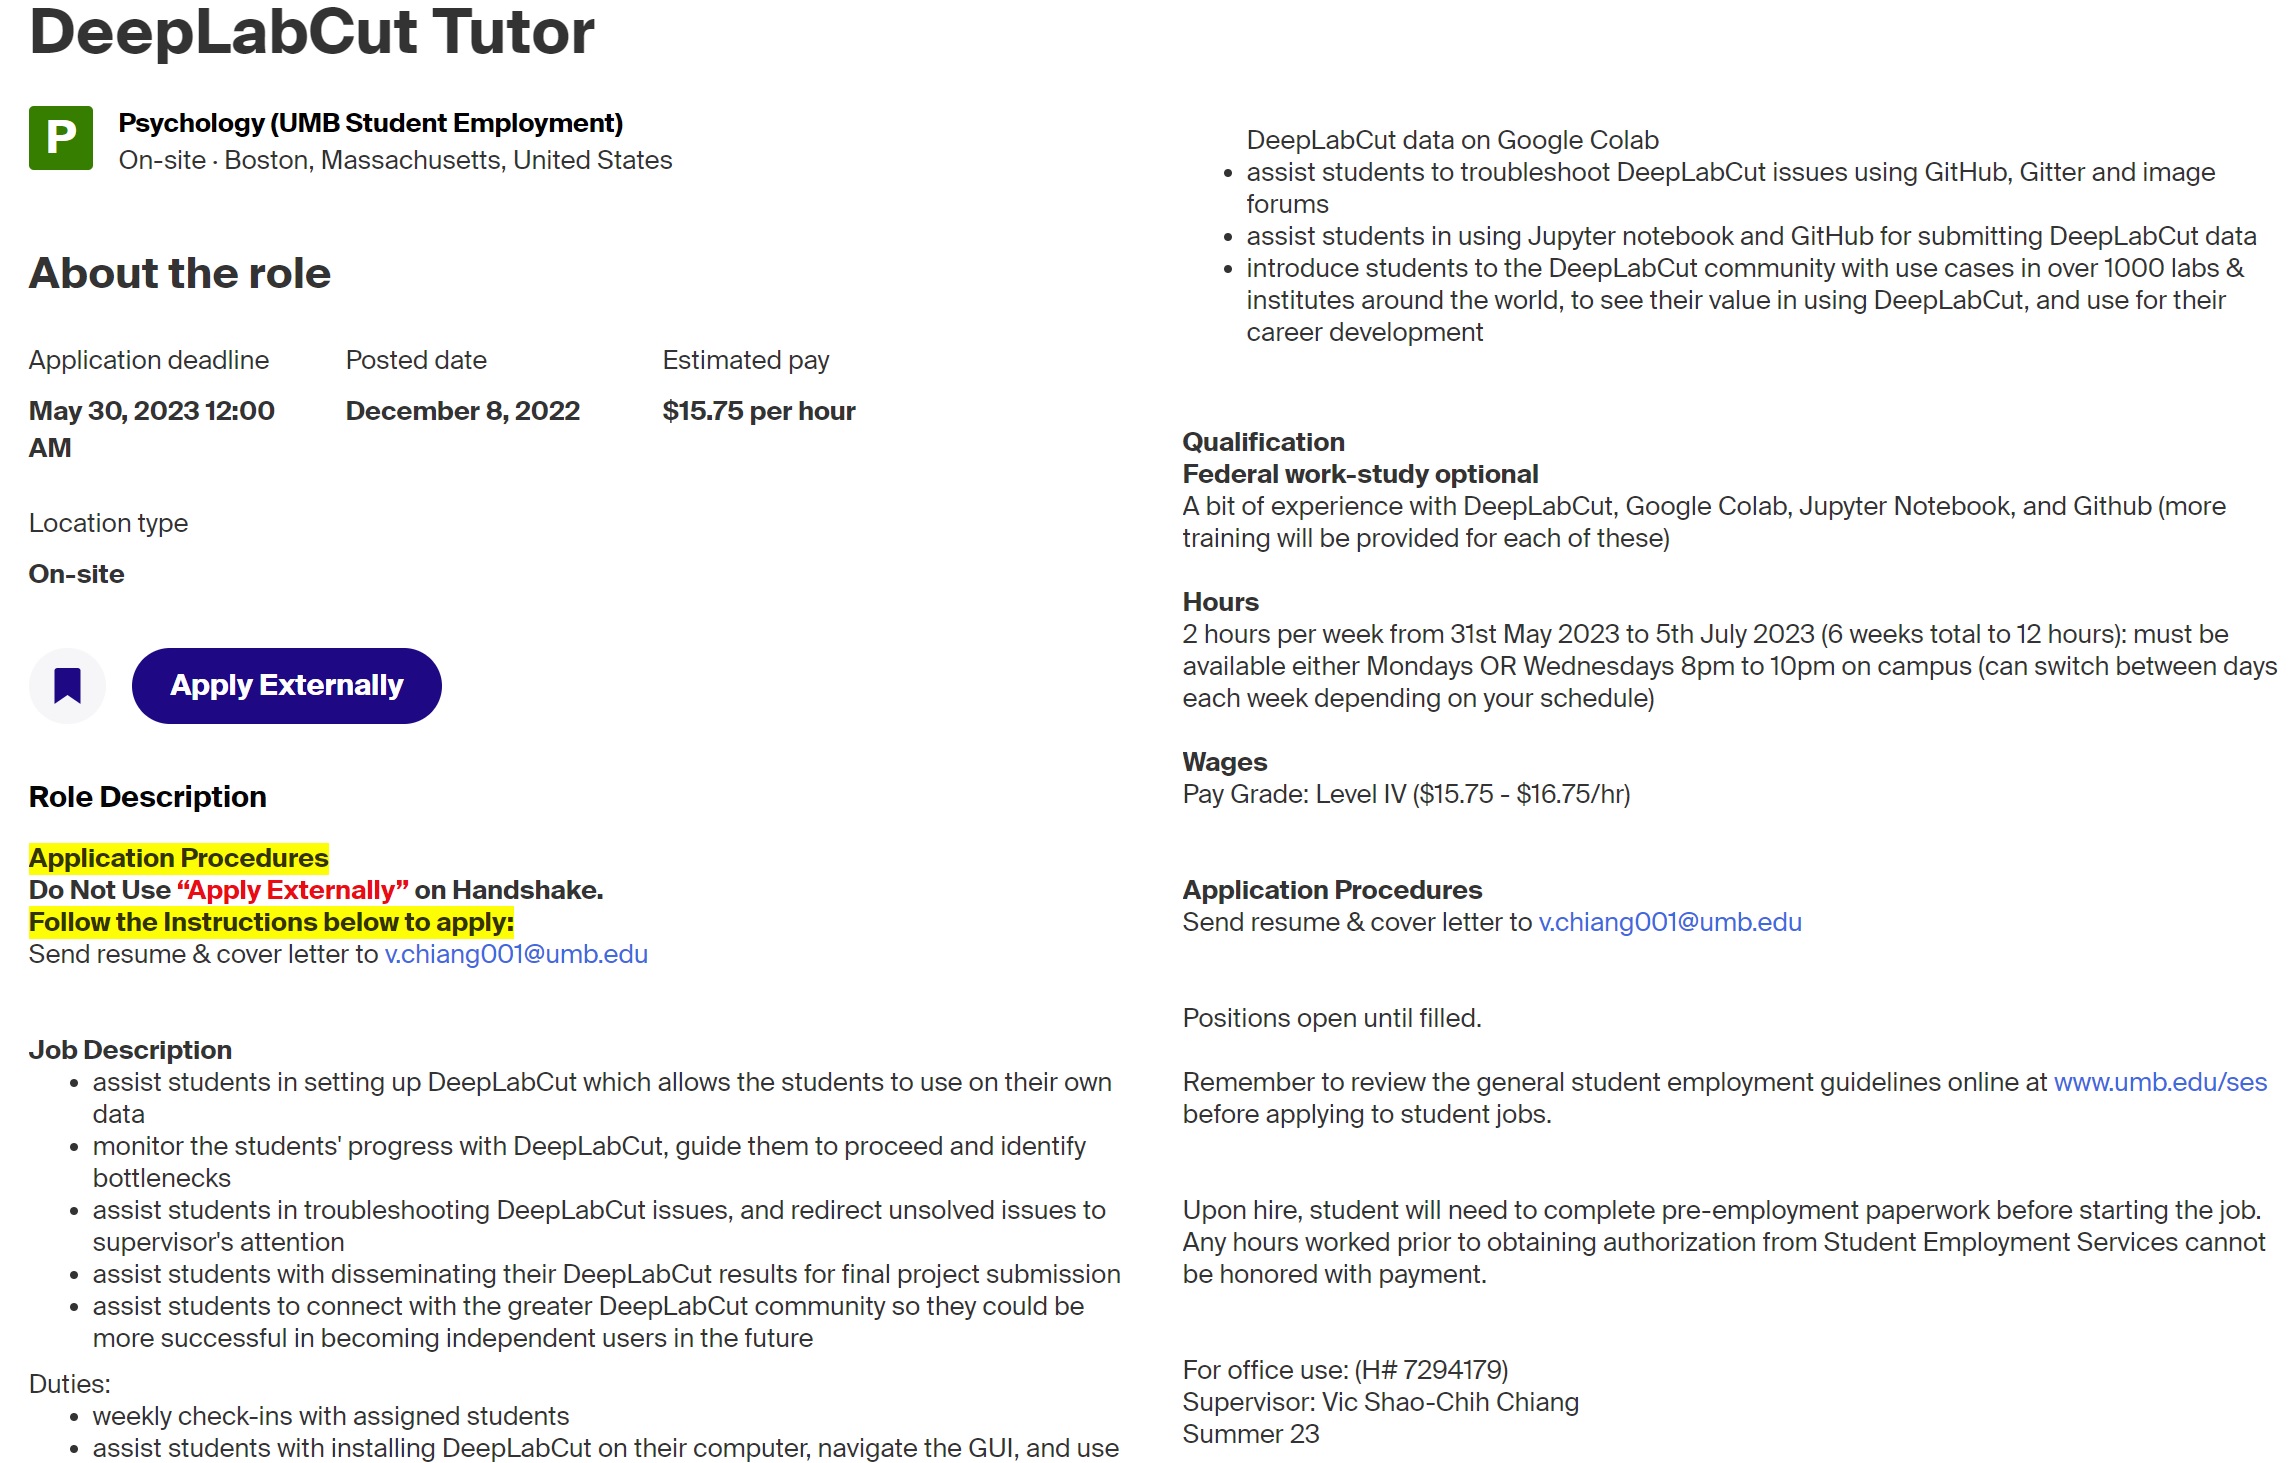 DeepLabCut Tutor
P
Psychology (UMB Student Employment)
On-site · Boston, Massachusetts, United States
About the role
Application deadline
May 30, 2023 12:00
AM
Posted date
December 8, 2022
Estimated pay
$15.75 per hour
Location type
On-site
Apply Externally
Role Description
Application Procedures
Do Not Use “Apply Externally” on Handshake.
Follow the Instructions below to apply:
Send resume & cover letter to v.chiang001@umb.edu
Job Description
• assist students in setting up DeepLabCut which allows the students to use on their own
data
• monitor the students' progress with DeepLabCut, guide them to proceed and identify
bottlenecks
• assist students in troubleshooting DeepLabCut issues, and redirect unsolved issues to
supervisor's attention
• assist students with disseminating their DeepLabCut results for final project submission
• assist students to connect with the greater DeepLabCut community so they could be
more successful in becoming independent users in the future
Duties:
• weekly check-ins with assigned students
• assist students with installing DeepLabCut on their computer, navigate the GUI, and use
DeepLabCut data on Google Colab
• assist students to troubleshoot DeepLabCut issues using GitHub, Gitter and image
forums
• assist students in using Jupyter notebook and GitHub for submitting DeepLabCut data
• introduce students to the DeepLabCut community with use cases in over 1000 labs &
institutes around the world, to see their value in using DeepLabCut, and use for their
career development
Qualification
Federal work-study optional
A bit of experience with DeepLabCut, Google Colab, Jupyter Notebook, and Github (more
training will be provided for each of these)
Hours
2 hours per week from 31st May 2023 to 5th July 2023 (6 weeks total to 12 hours): must be
available either Mondays OR Wednesdays 8pm to 10pm on campus (can switch between days
each week depending on your schedule)
Wages
Pay Grade: Level IV ($15.75 - $16.75/hr)
Application Procedures
Send resume & cover letter to v.chiang001@umb.edu
Positions open until filled.
Remember to review the general student employment guidelines online at www.umb.edu/ses
before applying to student jobs.
Upon hire, student will need to complete pre-employment paperwork before starting the job.
Any hours worked prior to obtaining authorization from Student Employment Services cannot
be honored with payment.
For office use: (H# 7294179)
Supervisor: Vic Shao-Chih Chiang
Summer 23